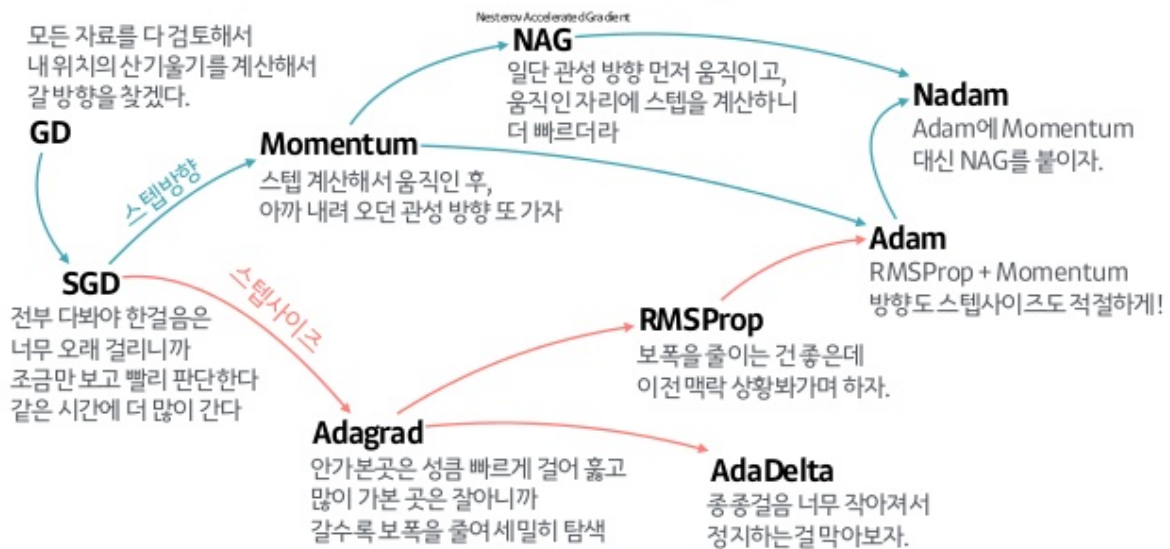 모든 자료를 다 검토해서
내 위치의 산기울기를 계산해서
갈 방향을 찾겠다.
GD
스텝방향
SGD
전부 다봐야 한걸음은
너무 오래 걸리니까
조금만 보고 빨리 판단한다
같은 시간에 더 많이 간다
Momentum
스텝 계산해서 움직인 후,
아까 내려 오던 관성 방향 또 가자
Nesterov Accelerated Gradient
NAG
일단 관성 방향 먼저 움직이고,
움직인 자리에 스텝을 계산하니
더 빠르더라
Nadam
Adam에 Momentum
대신 NAG를 붙이자.
Adam
RMSProp + Momentum
방향도 스텝사이즈도 적절하게!
스텝사이즈
RMSProp
보폭을 줄이는 건 좋은데
이전 맥락 상황봐가며 하자.
Adagrad
안가본곳은 성큼 빠르게 걸어 훓고
많이 가본 곳은 잘아니까
갈수록 보폭을 줄여 세밀히 탐색
AdaDelta
종종걸음 너무 작아져서
정지하는걸 막아보자.